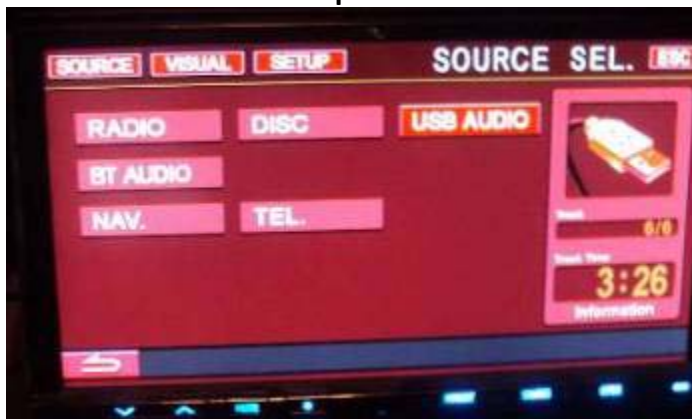 SOURCE VISUAL SETUP SOURCE SEL. ESC
RADIO DISC USB AUDIO
BT AUDIO
NAV. TEL.
Track
6/6
Track Time
3:26
Information